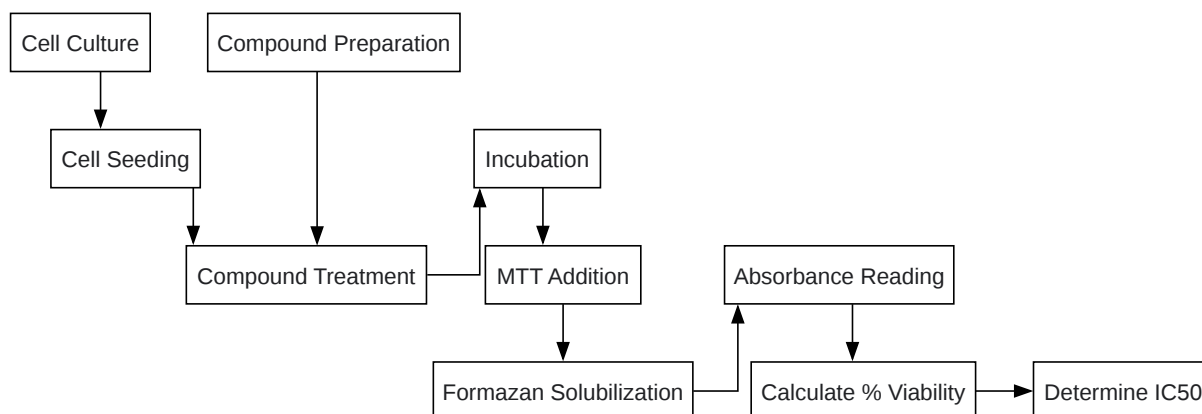 Cell Culture
Compound Preparation
Cell Seeding
Incubation
Compound Treatment
MTT Addition
Absorbance Reading
Formazan Solubilization
Calculate % Viability
Determine IC50